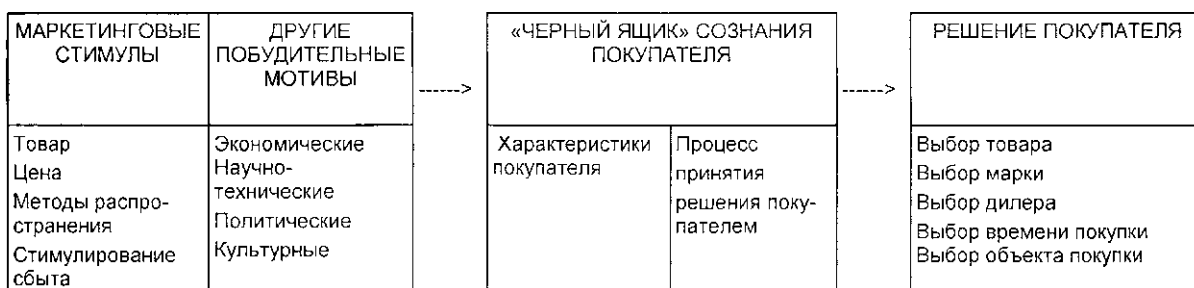 МАРКЕТИНГОВЫЕ
СТИМУЛЫ
ДРУГИЕ
ПОБУДИТЕЛЬНЫЕ
МОТИВЫ
------>
«ЧЕРНЫЙ ЯЩИК» СОЗНАНИЯ
ПОКУПАТЕЛЯ
------>
РЕШЕНИЕ ПОКУПАТЕЛЯ
Товар
Цена
Методы распро-
странения
Стимулирование
сбыта
Экономические
Научно-
технические
Политические
Культурные
Характеристики
покупателя
Процесс
принятия
решения поку-
пателем
Выбор товара
Выбор марки
Выбор дилера
Выбор времени покупки
Выбор объекта покупки